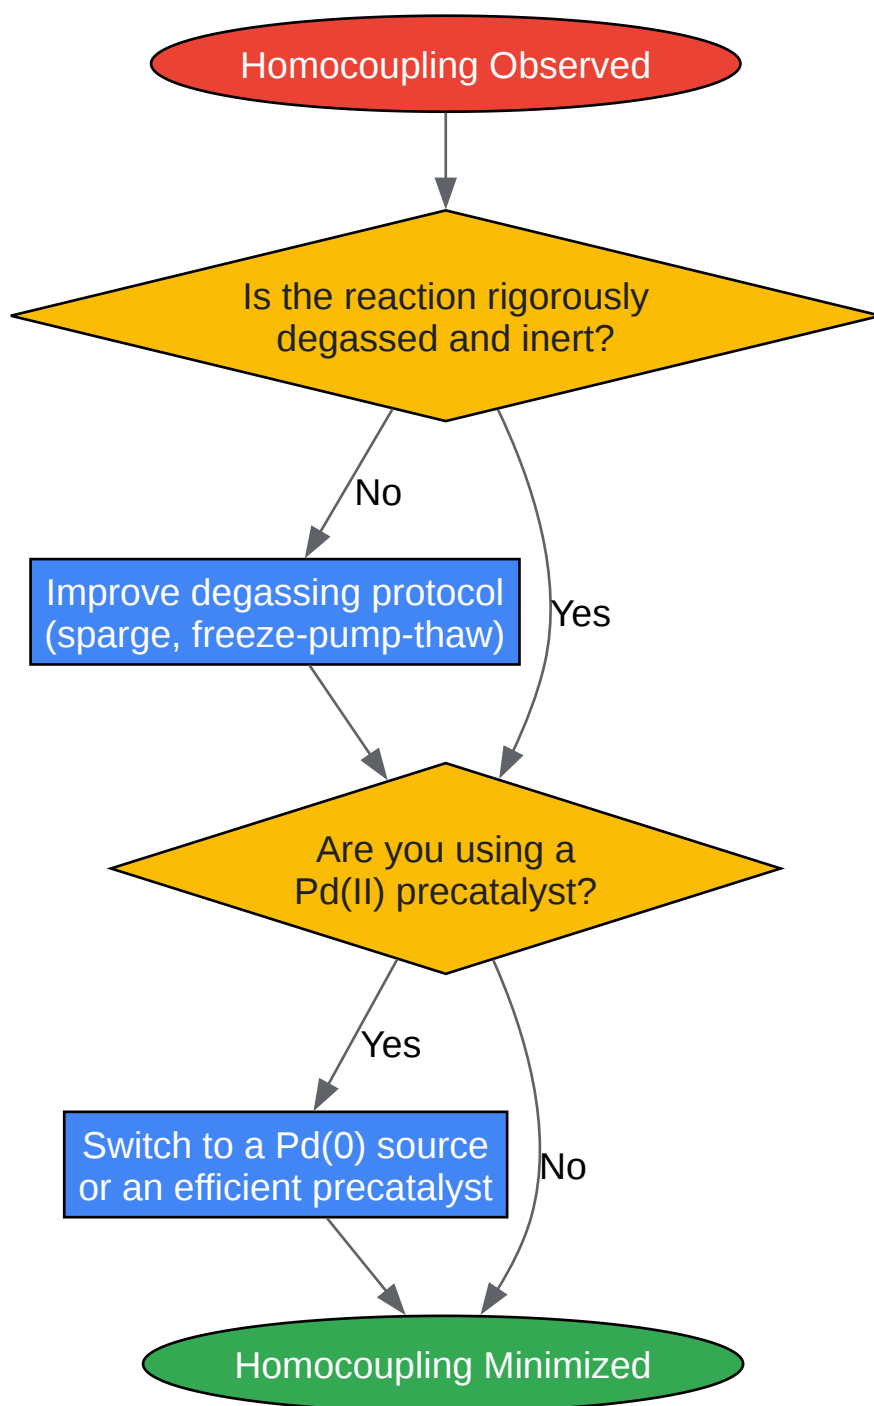 Homocoupling Observed
Is the reaction rigorously
degassed and inert?
No
Improve degassing protocol
(sparge, freeze-pump-thaw)
Yes
Are you using a
Pd(II) precatalyst?
Yes
Switch to a Pd(0) source
or an efficient precatalyst
No
Homocoupling Minimized